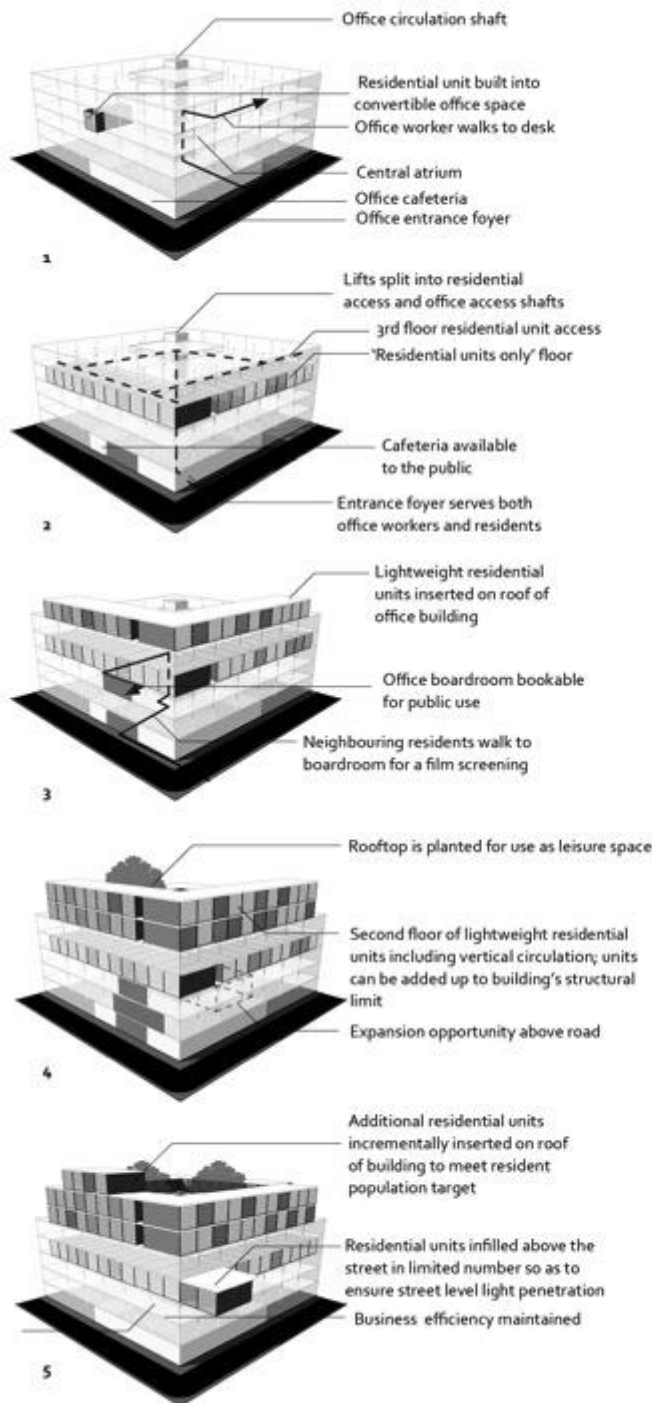 Office circulation shaft
Residential unit built into
convertible office space
Office worker walks to desk
Central atrium
Office cafeteria
Office entrance foyer
1
Lifts split into residential
access and office access shafts
3rd floor residential unit access
‘Residential units only’ floor
Cafeteria available
to the public
Entrance foyer serves both
office workers and residents
2
Lightweight residential
units inserted on roof of
office building
Office boardroom bookable
for public use
Neighbouring residents walk to
boardroom for a film screening
3
Rooftop is planted for use as leisure space
Second floor of lightweight residential
units including vertical circulation; units
can be added up to building’s structural
limit
Expansion opportunity above road
4
Additional residential units
incrementally inserted on roof
of building to meet resident
population target
Residential units infilled above the
street in limited number so as to
ensure street level light penetration
Business efficiency maintained
5